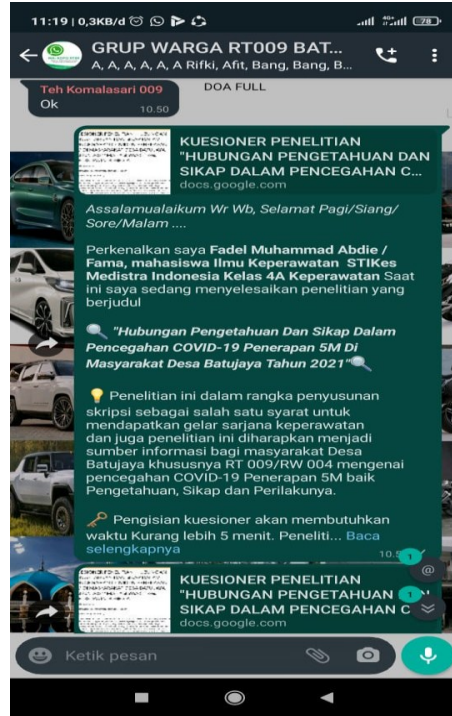 11:19 | 0,3KB/d
78
GRUP WARGA RT009 BAT...
A, A, A, A, A Rifki, Afit, Bang, Bang, B...
Teh Komalasari 009
Ok
10.50
DOA FULL
KUESIONER PENELITIAN
"HUBUNGAN PENGETAHUAN DAN
SIKAP DALAM PENCEGAHAN C...
docs.google.com
Assalamualaikum Wr Wb, Selamat Pagi/Siang/
Sore/Malam ....
Perkenalkan saya Fadel Muhammad Abdie /
Fama, mahasiswa Ilmu Keperawatan STIKes
Medistra Indonesia Kelas 4A Keperawatan Saat
ini saya sedang menyelesaikan penelitian yang
berjudul
"Hubungan Pengetahuan Dan Sikap Dalam
Pencegahan COVID-19 Penerapan 5M Di
Masyarakat Desa Batujaya Tahun 2021"
Penelitian ini dalam rangka penyusunan
skripsi sebagai salah satu syarat untuk
mendapatkan gelar sarjana keperawatan
dan juga penelitian ini diharapkan menjadi
sumber informasi bagi masyarakat Desa
Batujaya khususnya RT 009/RW 004 mengenai
pencegahan COVID-19 Penerapan 5M baik
Pengetahuan, Sikap dan Perilakunya.
Pengisian kuesioner akan membutuhkan
waktu Kurang lebih 5 menit. Peneliti... Baca
selengkapnya
1
@
1
KUESIONER PENELITIAN
"HUBUNGAN PENGETAHUAN
SIKAP DALAM PENCEGAHAN C
docs.google.com
Ketik pesan